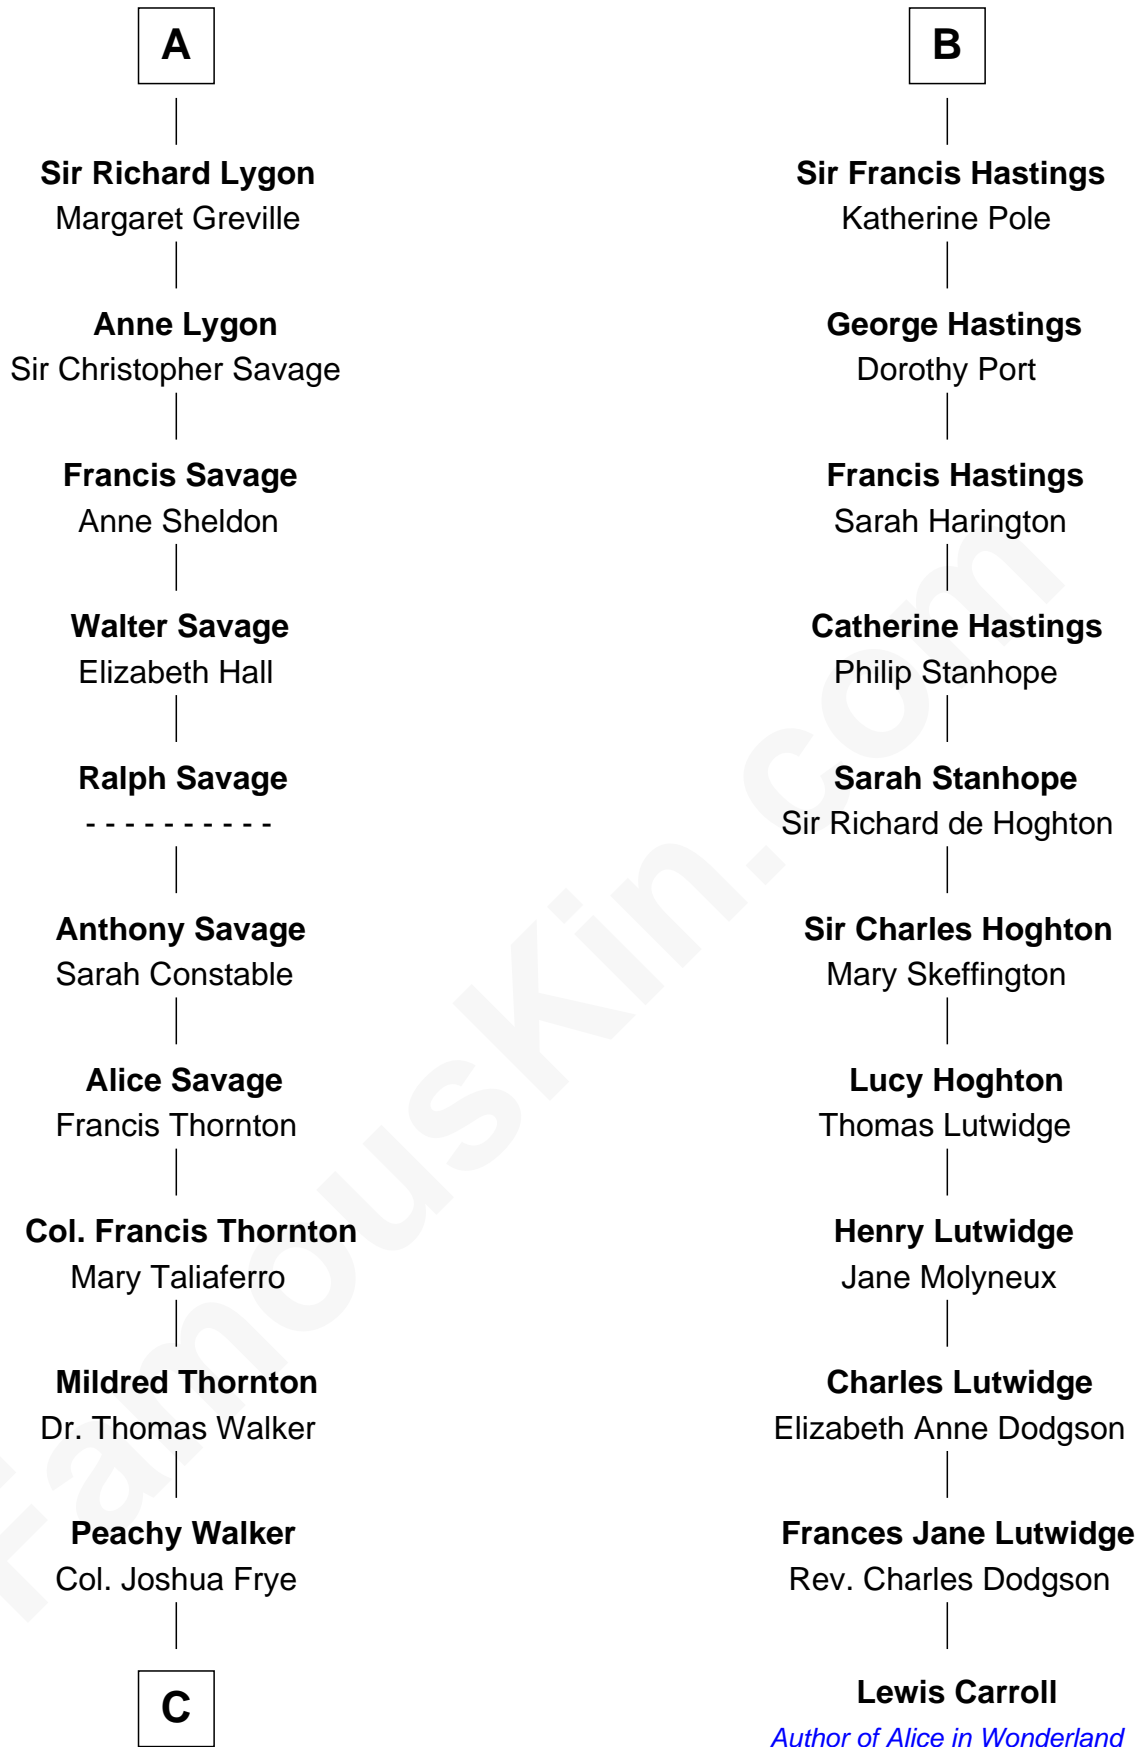 A
Sir Richard Lygon
Margaret Greville
Anne Lygon
Sir Christopher Savage
Francis Savage
Anne Sheldon
Walter Savage
Elizabeth Hall
Ralph Savage
- - - - - - - - - -
Anthony Savage
Sarah Constable
Alice Savage
Francis Thornton
Col. Francis Thornton
Mary Taliaferro
Mildred Thornton
Dr. Thomas Walker
Peachy Walker
Col. Joshua Frye
C
B
Sir Francis Hastings
Katherine Pole
George Hastings
Dorothy Port
Francis Hastings
Sarah Harington
Catherine Hastings
Philip Stanhope
Sarah Stanhope
Sir Richard de Hoghton
Sir Charles Hoghton
Mary Skeffington
Lucy Hoghton
Thomas Lutwidge
Henry Lutwidge
Jane Molyneux
Charles Lutwidge
Elizabeth Anne Dodgson
Frances Jane Lutwidge
Rev. Charles Dodgson
Lewis Carroll
Author of Alice in Wonderland
FamousKin.com